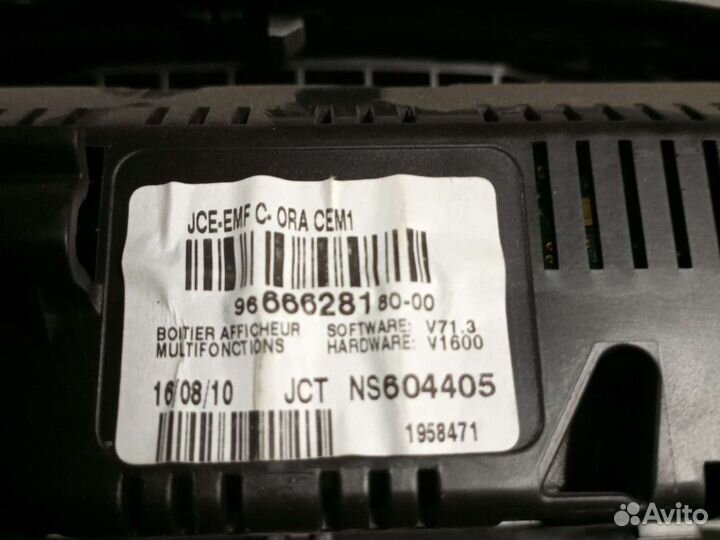 JCE-EMF C- ORA CEM1
9666628180-00
BOITIER AFFICHEUR SOFTWARE: V71.3
MULTIFONCTIONS HARDWARE: V1600
16/08/10 JCT NS604405
1958471
Avito